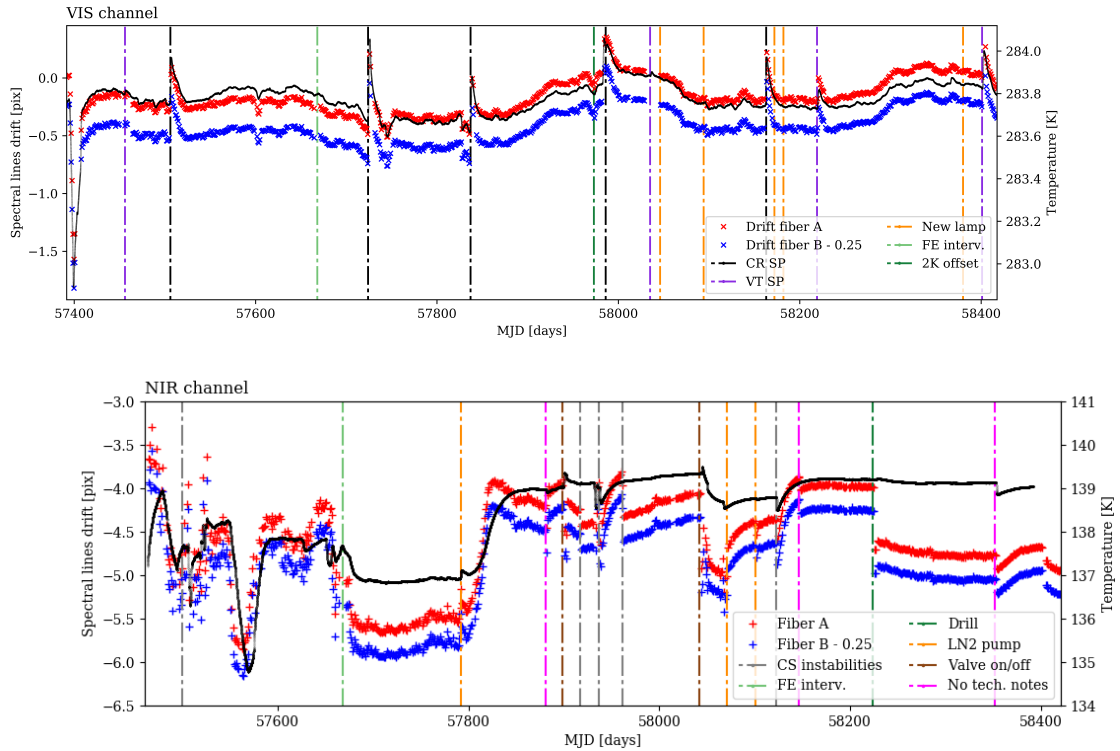 VIS channel
Spectral lines drift [pix]
0.0
−0.5
−1.0
−1.5
284.0
283.8
283.6
283.4
283.2
283.0
Temperature [K]
Drift fiber A
Drift fiber B - 0.25
CR SP
VT SP
New lamp
FE interv.
2K offset
57400 57600 57800 58000 58200 58400
MJD [days]
NIR channel
Spectral lines drift [pix]
−3.0
−3.5
−4.0
−4.5
−5.0
−5.5
−6.0
−6.5
141
140
139
138
137
136
135
134
Temperature [K]
Fiber A
Fiber B - 0.25
CS instabilities
FE interv.
Drill
LN2 pump
Valve on/off
No tech. notes
57600 57800 58000 58200 58400
MJD [days]